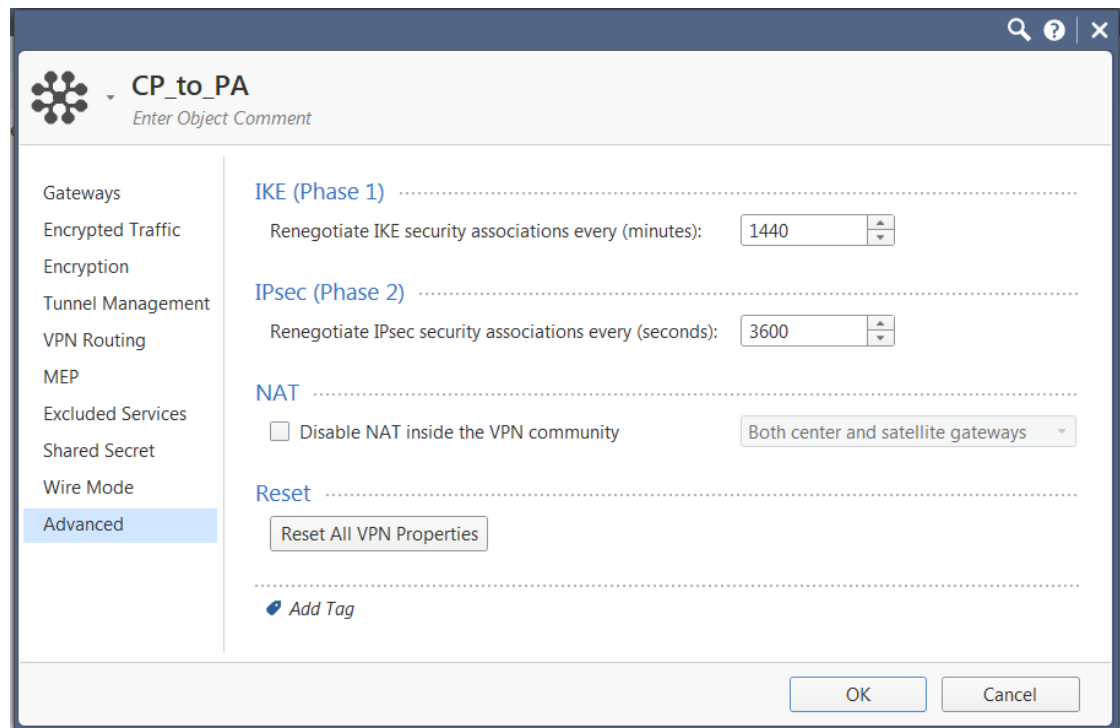 CP_to_PA
Enter Object Comment
Gateways
Encrypted Traffic
Encryption
Tunnel Management
VPN Routing
MEP
Excluded Services
Shared Secret
Wire Mode
Advanced
IKE (Phase 1)
Renegotiate IKE security associations every (minutes): 1440
IPsec (Phase 2)
Renegotiate IPsec security associations every (seconds): 3600
NAT
Disable NAT inside the VPN community Both center and satellite gateways
Reset
Reset All VPN Properties
Add Tag
OK Cancel